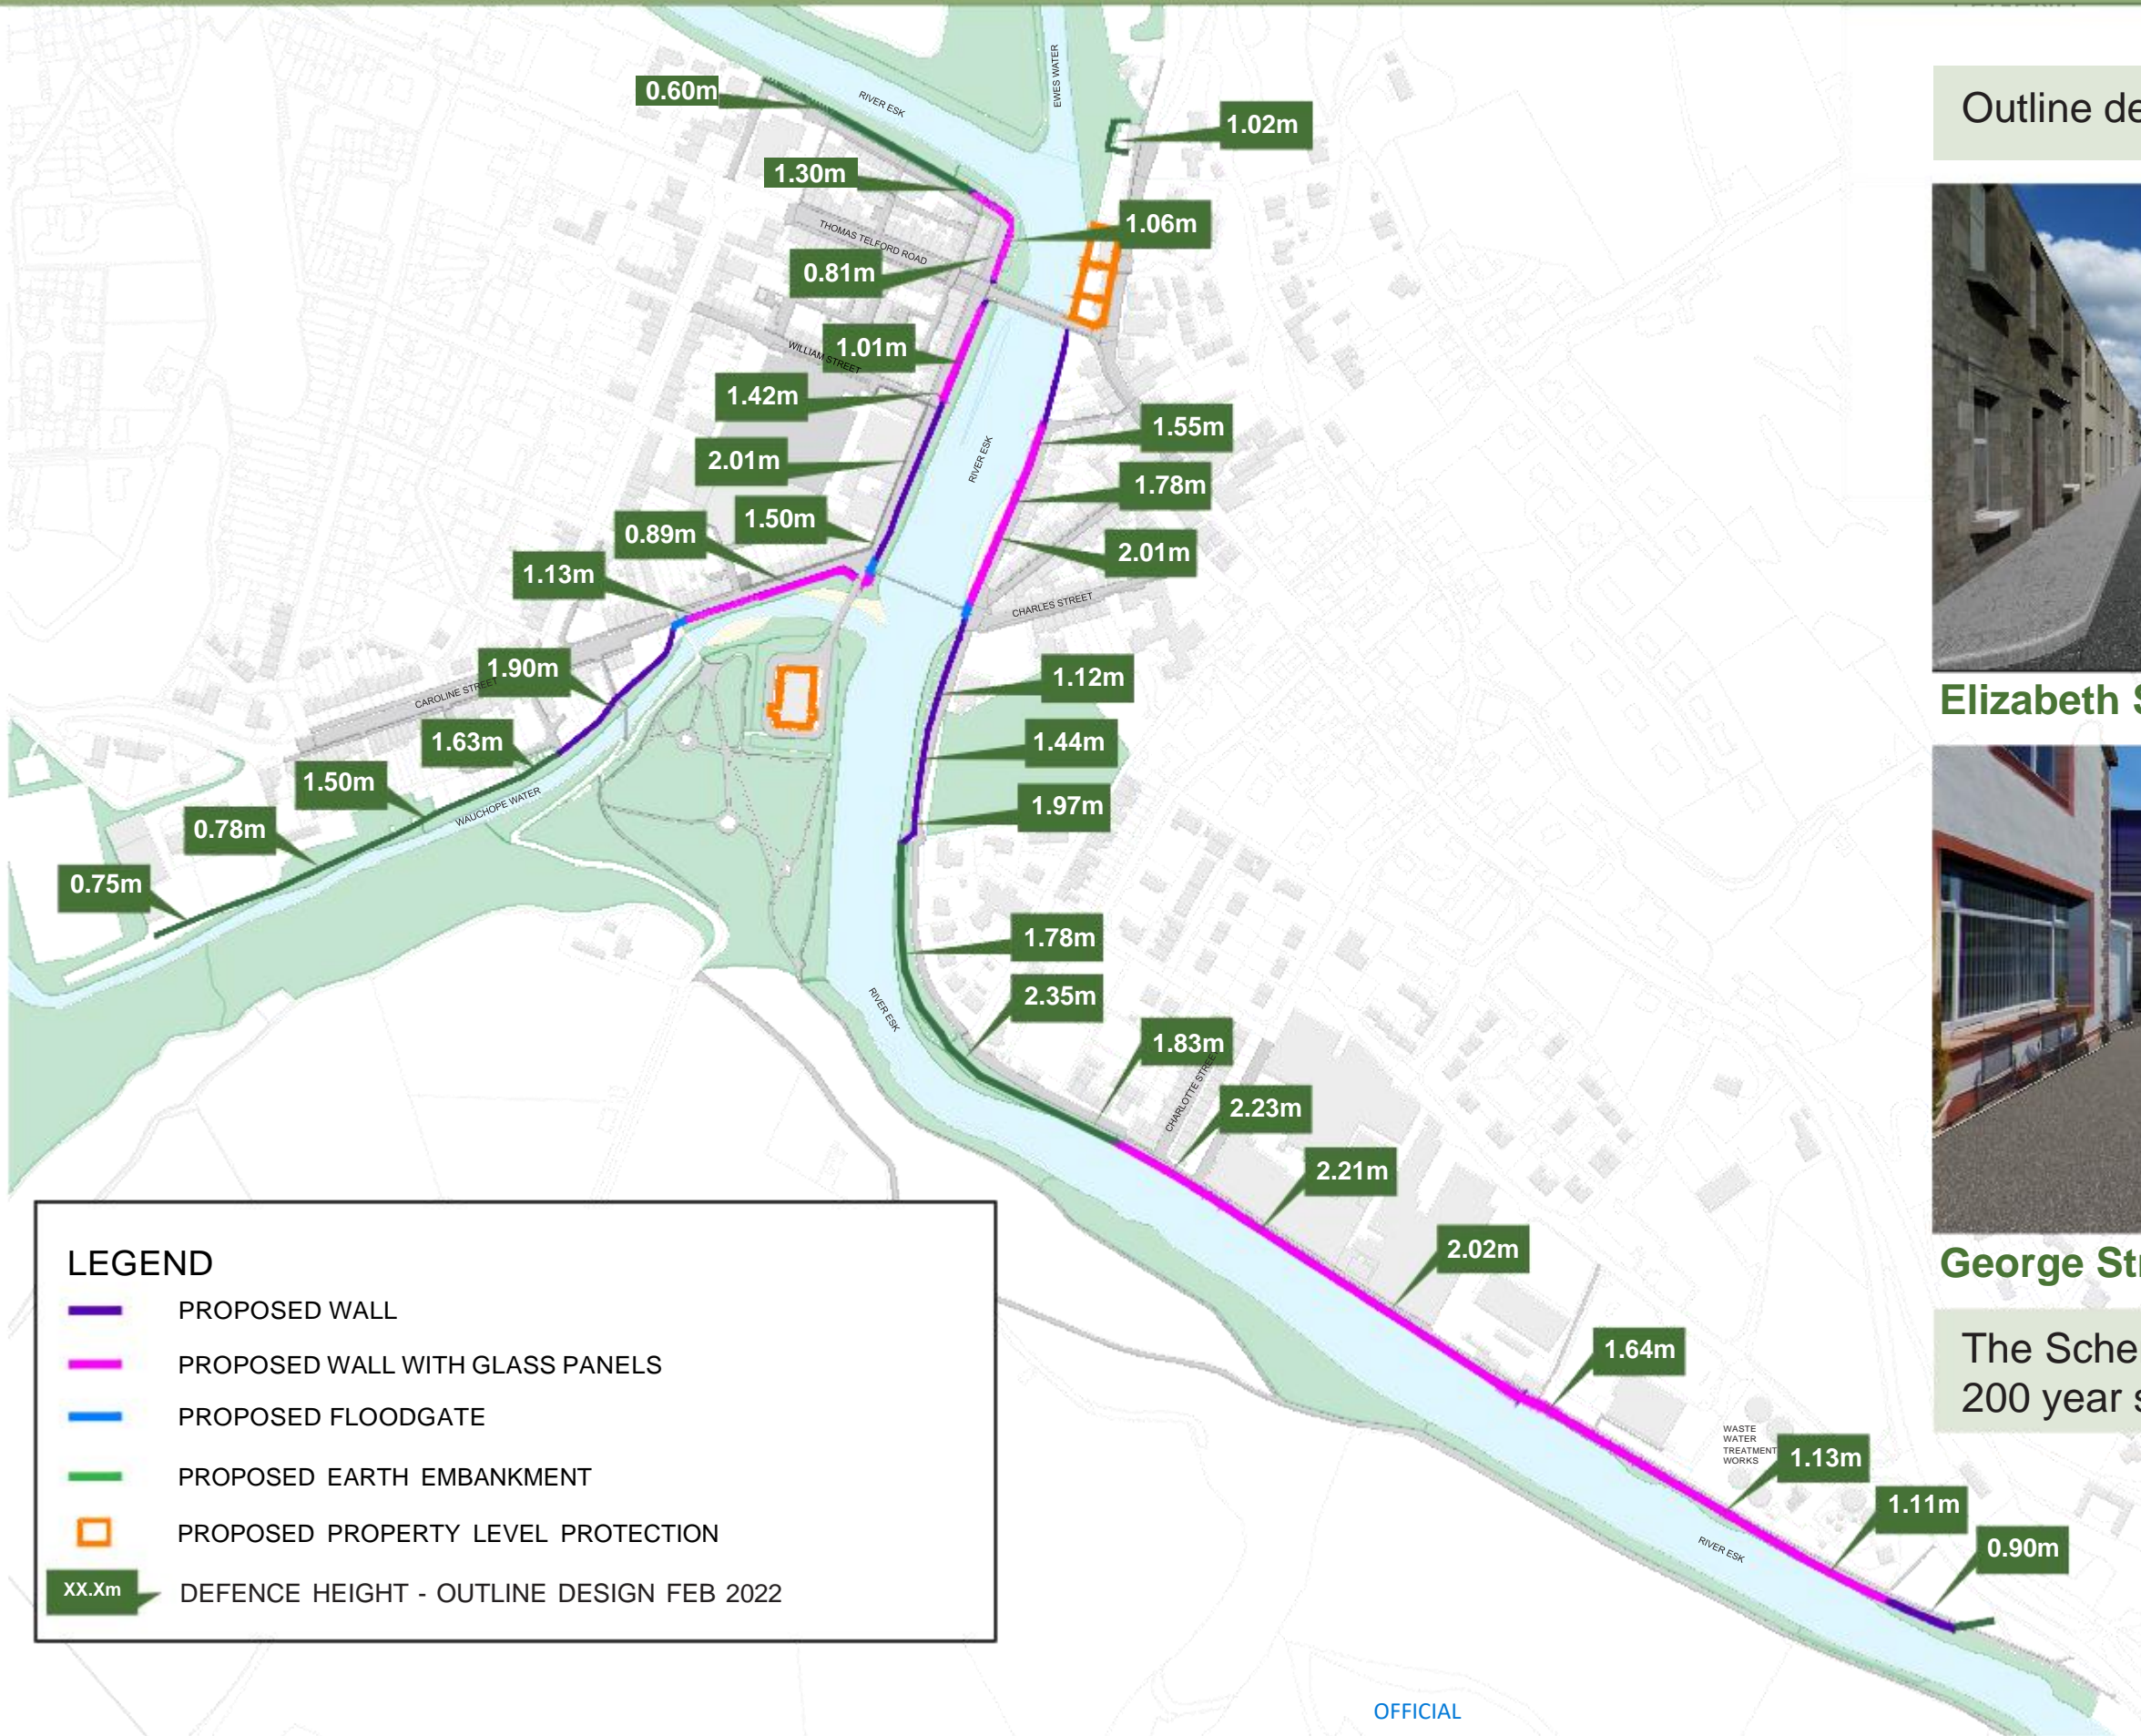 EWES WATER
RIVER ESK
0.60m
1.02m
1.30m
1.06m
THOMAS TELFORD ROAD
0.81m
1.01m
WILLIAM STREET
1.42m
1.55m
2.01m
RIVER ESK
1.78m
1.50m
0.89m
2.01m
1.13m
CHARLES STREET
1.90m
1.12m
CAROLINE STREET
1.63m
1.44m
1.50m
WAUCHOPE WATER
1.97m
0.78m
0.75m
1.78m
2.35m
RIVER ESK
1.83m
CHARLOTTE STREET
2.23m
2.21m
2.02m
1.64m
WASTE
WATER
TREATMENT
WORKS
1.13m
1.11m
RIVER ESK
0.90m
LEGEND
PROPOSED WALL
PROPOSED WALL WITH GLASS PANELS
PROPOSED FLOODGATE
PROPOSED EARTH EMBANKMENT
PROPOSED PROPERTY LEVEL PROTECTION
XX.Xm DEFENCE HEIGHT - OUTLINE DESIGN FEB 2022
Outline de
Elizabeth S
George Str
The Sche
200 year s
OFFICIAL